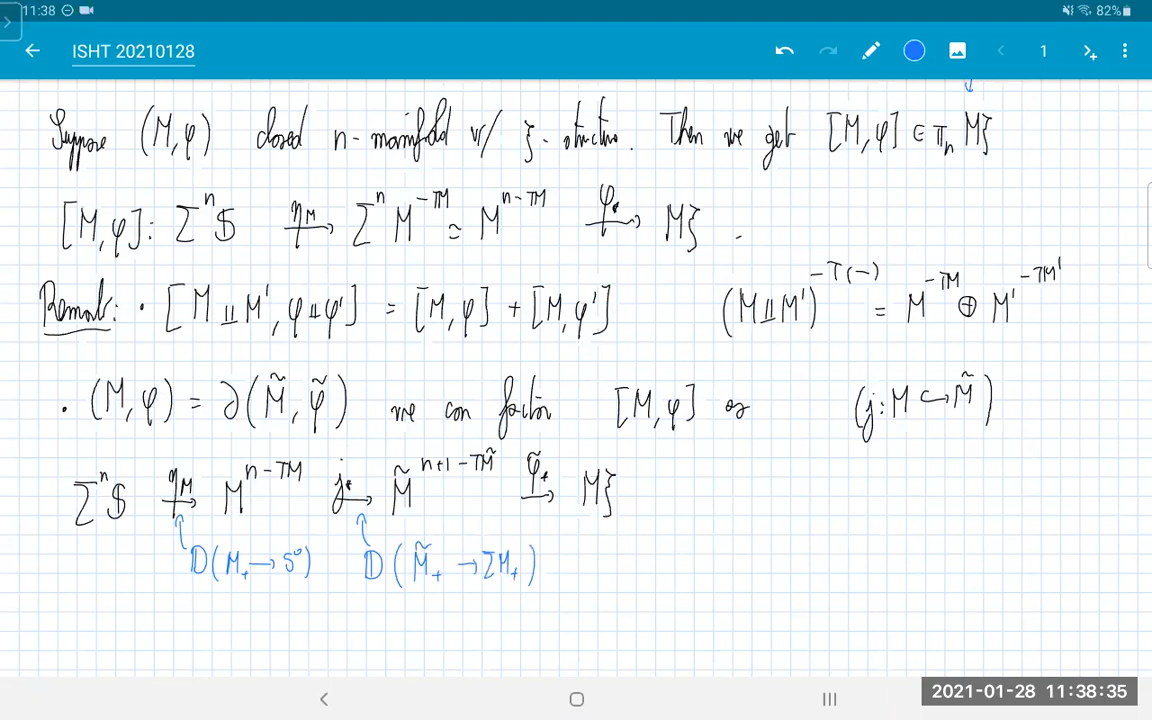 11:38 82%
ISHT 20210128 1
Suppose (M,φ) closed n-manifold w/ ξ-structure. Then we get [M,φ] ∈ π_n Mξ
[M,φ]: Σ^n 𝕊 →^{η_M} Σ^n M^{-TM} ≃ M^{n-TM} →^{φ_*} Mξ
Remark: · [M ⨿ M', φ ⨿ φ'] = [M,φ] + [M,φ'] (M⨿M')^{-T(-)} = M^{-TM} ⊕ M'^{-TM'}
· (M,φ) = ∂(M̃, φ̃) we can factor [M,φ] as (j: M ↪ M̃)
Σ^n 𝕊 →^{η_M} M^{n-TM} →^{j_*} M̃^{n+1-TM̃} →^{φ̃_*} Mξ
𝔻(M_+ → S^0) 𝔻(M̃_+ → ΣM_+)
2021-01-28 11:38:35